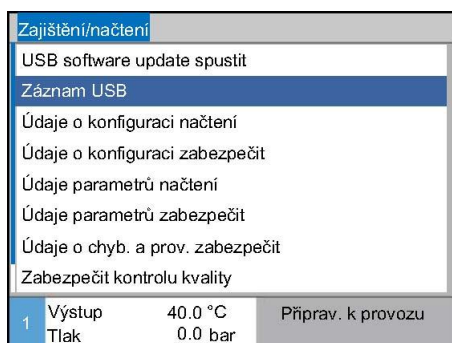 Zajištění/načtení
USB software update spustit
Záznam USB
Údaje o konfiguraci načtení
Údaje o konfiguraci zabezpečit
Údaje parametrů načtení
Údaje parametrů zabezpečit
Údaje o chyb. a prov. zabezpečit
Zabezpečit kontrolu kvality
1 Výstup 40.0 °C Připrav. k provozu
Tlak 0.0 bar